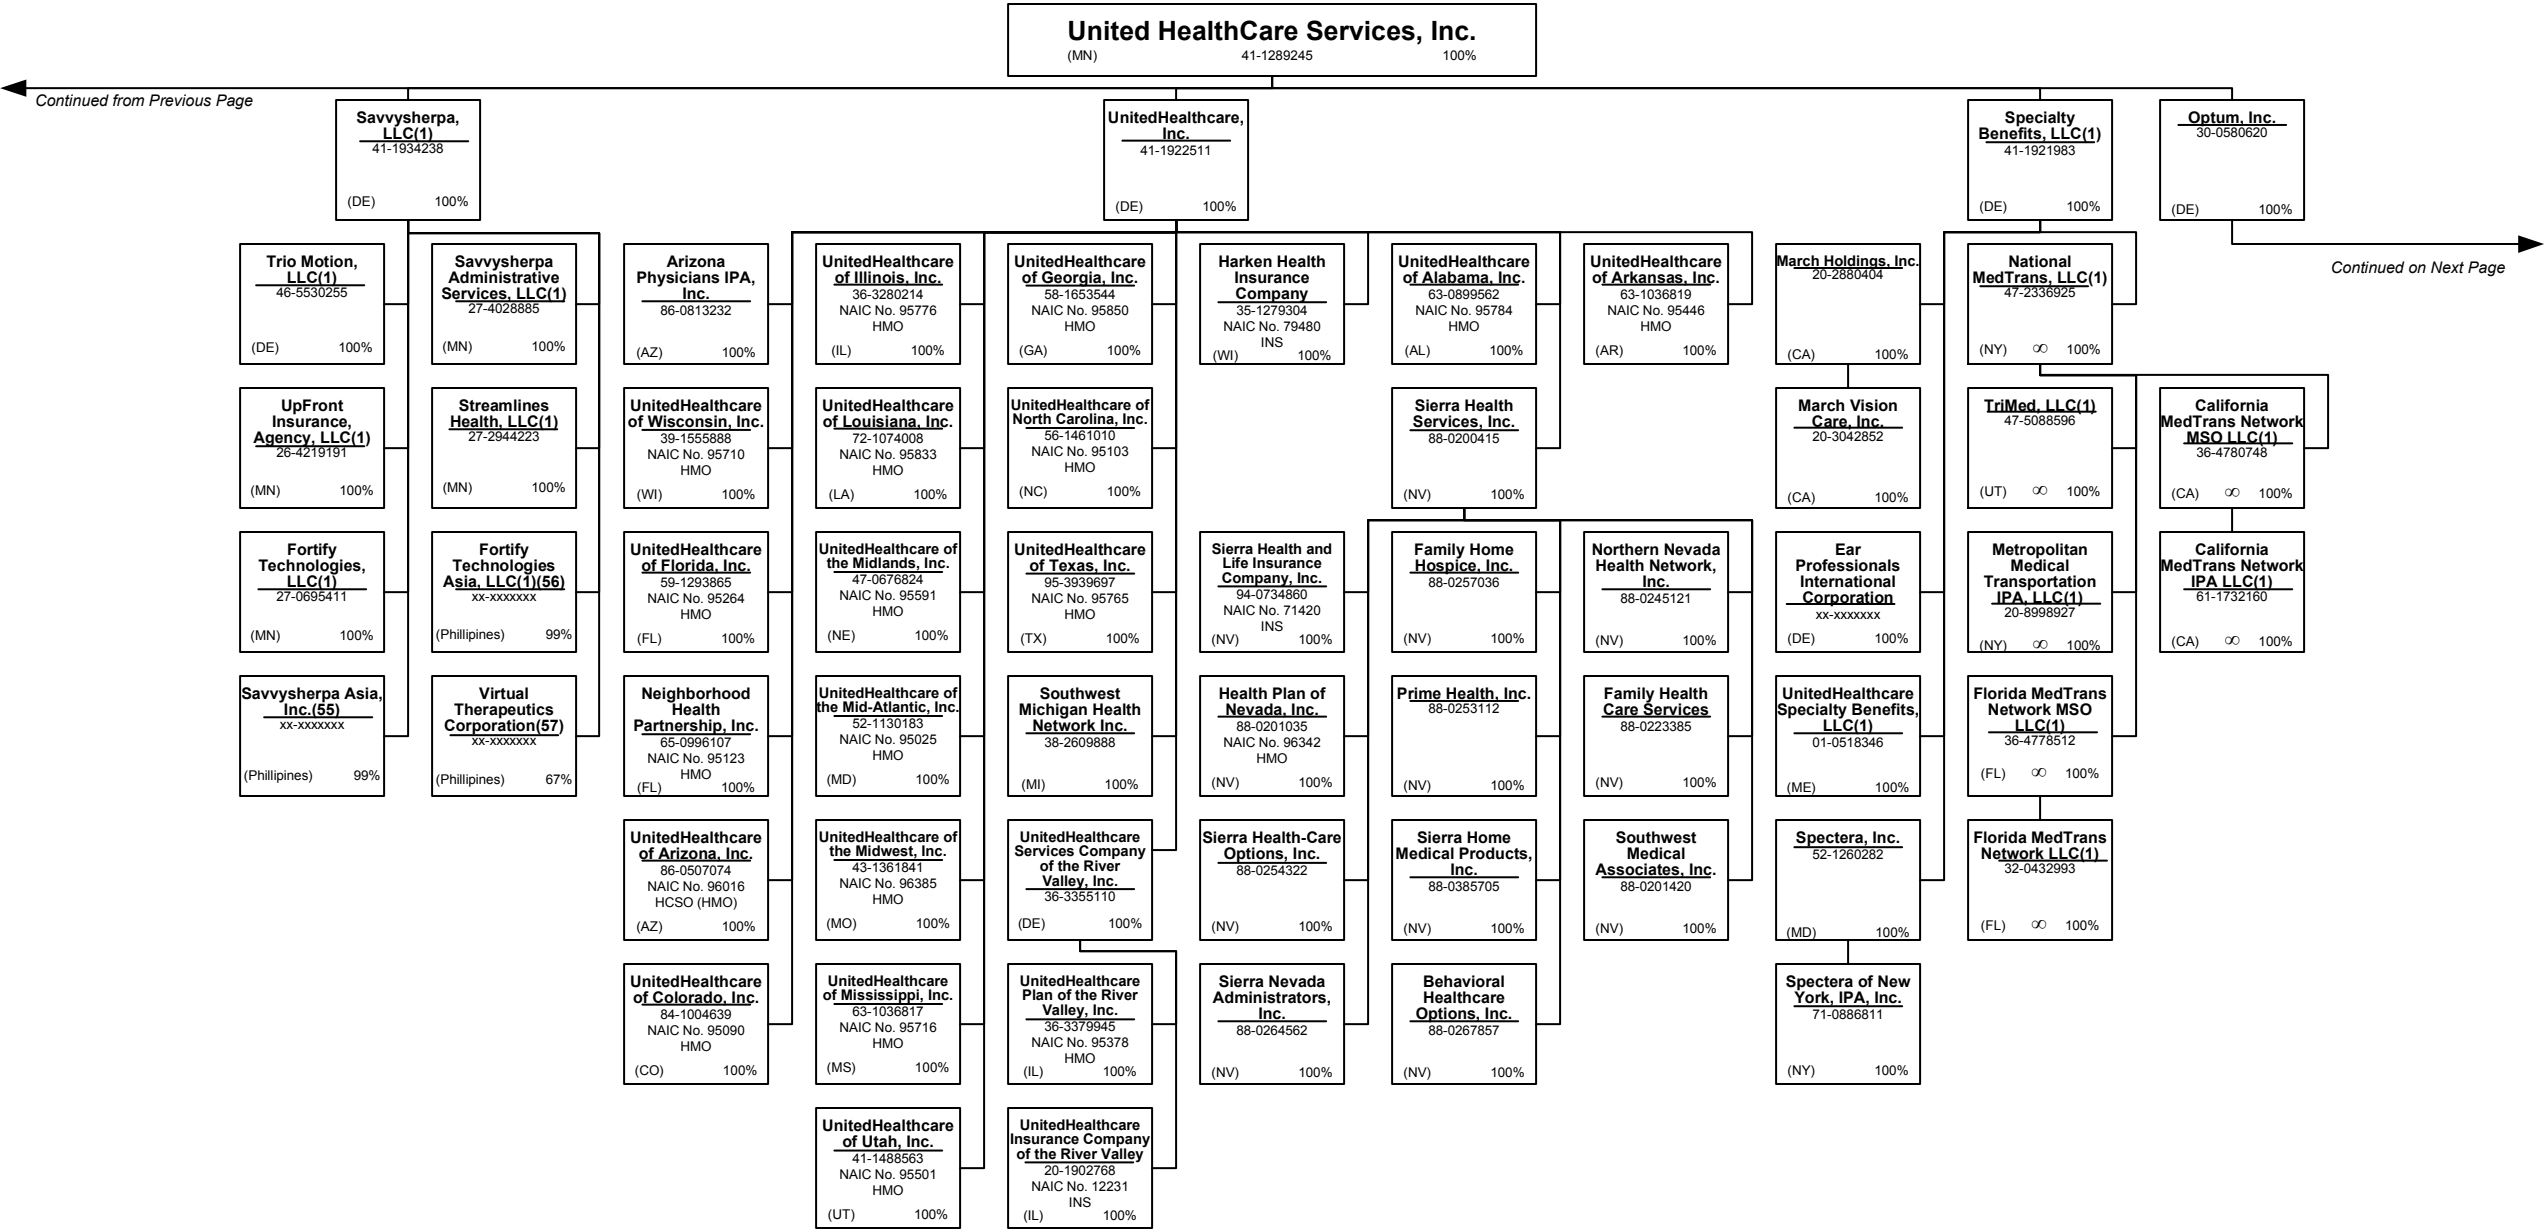 United HealthCare Services, Inc.
(MN) 41-1289245 100%
Continued from Previous Page
Savvysherpa,
LLC(1)
41-1934238
(DE) 100%
UnitedHealthcare,
Inc.
41-1922511
(DE) 100%
Specialty
Benefits, LLC(1)
41-1921983
(DE) 100%
Optum, Inc.
30-0580620
(DE) 100%
Continued on Next Page
Trio Motion,
LLC(1)
46-5530255
(DE) 100%
Savvysherpa
Administrative
Services, LLC(1)
27-4028885
(MN) 100%
Arizona
Physicians IPA,
Inc.
86-0813232
(AZ) 100%
UnitedHealthcare
of Illinois, Inc.
36-3280214
NAIC No. 95776
HMO
(IL) 100%
UnitedHealthcare
of Georgia, Inc.
58-1653544
NAIC No. 95850
HMO
(GA) 100%
Harken Health
Insurance
Company
35-1279304
NAIC No. 79480
INS
(WI) 100%
UnitedHealthcare
of Alabama, Inc.
63-0899562
NAIC No. 95784
HMO
(AL) 100%
UnitedHealthcare
of Arkansas, Inc.
63-1036819
NAIC No. 95446
HMO
(AR) 100%
March Holdings, Inc.
20-2880404
(CA) 100%
National
MedTrans, LLC(1)
47-2336925
(NY) ∞ 100%
UpFront
Insurance,
Agency, LLC(1)
26-4219191
(MN) 100%
Streamlines
Health, LLC(1)
27-2944223
(MN) 100%
UnitedHealthcare
of Wisconsin, Inc.
39-1555888
NAIC No. 95710
HMO
(WI) 100%
UnitedHealthcare
of Louisiana, Inc.
72-1074008
NAIC No. 95833
HMO
(LA) 100%
UnitedHealthcare of
North Carolina, Inc.
56-1461010
NAIC No. 95103
HMO
(NC) 100%
Sierra Health
Services, Inc.
88-0200415
(NV) 100%
March Vision
Care, Inc.
20-3042852
(CA) 100%
TriMed, LLC(1)
47-5088596
(UT) ∞ 100%
California
MedTrans Network
MSO LLC(1)
36-4780748
(CA) ∞ 100%
Fortify
Technologies,
LLC(1)
27-0695411
(MN) 100%
Fortify
Technologies
Asia, LLC(1)(56)
xx-xxxxxxx
(Phillipines) 99%
UnitedHealthcare
of Florida, Inc.
59-1293865
NAIC No. 95264
HMO
(FL) 100%
UnitedHealthcare of
the Midlands, Inc.
47-0676824
NAIC No. 95591
HMO
(NE) 100%
UnitedHealthcare
of Texas, Inc.
95-3939697
NAIC No. 95765
HMO
(TX) 100%
Sierra Health and
Life Insurance
Company, Inc.
94-0734860
NAIC No. 71420
INS
(NV) 100%
Family Home
Hospice, Inc.
88-0257036
(NV) 100%
Northern Nevada
Health Network,
Inc.
88-0245121
(NV) 100%
Ear
Professionals
International
Corporation
xx-xxxxxxx
(DE) 100%
Metropolitan
Medical
Transportation
IPA, LLC(1)
20-8998927
(NY) ∞ 100%
California
MedTrans Network
IPA LLC(1)
61-1732160
(CA) ∞ 100%
Savvysherpa Asia,
Inc.(55)
xx-xxxxxxx
(Phillipines) 99%
Virtual
Therapeutics
Corporation(57)
xx-xxxxxxx
(Phillipines) 67%
Neighborhood
Health
Partnership, Inc.
65-0996107
NAIC No. 95123
HMO
(FL) 100%
UnitedHealthcare of
the Mid-Atlantic, Inc.
52-1130183
NAIC No. 95025
HMO
(MD) 100%
Southwest
Michigan Health
Network Inc.
38-2609888
(MI) 100%
Health Plan of
Nevada, Inc.
88-0201035
NAIC No. 96342
HMO
(NV) 100%
Prime Health, Inc.
88-0253112
(NV) 100%
Family Health
Care Services
88-0223385
(NV) 100%
UnitedHealthcare
Specialty Benefits,
LLC(1)
01-0518346
(ME) 100%
Florida MedTrans
Network MSO
LLC(1)
36-4778512
(FL) ∞ 100%
UnitedHealthcare
of Arizona, Inc.
86-0507074
NAIC No. 96016
HCSO (HMO)
(AZ) 100%
UnitedHealthcare of
the Midwest, Inc.
43-1361841
NAIC No. 96385
HMO
(MO) 100%
UnitedHealthcare
Services Company
of the River
Valley, Inc.
36-3355110
(DE) 100%
Sierra Health-Care
Options, Inc.
88-0254322
(NV) 100%
Sierra Home
Medical Products,
Inc.
88-0385705
(NV) 100%
Southwest
Medical
Associates, Inc.
88-0201420
(NV) 100%
Spectera, Inc.
52-1260282
(MD) 100%
Florida MedTrans
Network LLC(1)
32-0432993
(FL) ∞ 100%
UnitedHealthcare
of Colorado, Inc.
84-1004639
NAIC No. 95090
HMO
(CO) 100%
UnitedHealthcare
of Mississippi, Inc.
63-1036817
NAIC No. 95716
HMO
(MS) 100%
UnitedHealthcare
Plan of the River
Valley, Inc.
36-3379945
NAIC No. 95378
HMO
(IL) 100%
Sierra Nevada
Administrators,
Inc.
88-0264562
(NV) 100%
Behavioral
Healthcare
Options, Inc.
88-0267857
(NV) 100%
Spectera of New
York, IPA, Inc.
71-0886811
(NY) 100%
UnitedHealthcare
of Utah, Inc.
41-1488563
NAIC No. 95501
HMO
(UT) 100%
UnitedHealthcare
Insurance Company
of the River Valley
20-1902768
NAIC No. 12231
INS
(IL) 100%